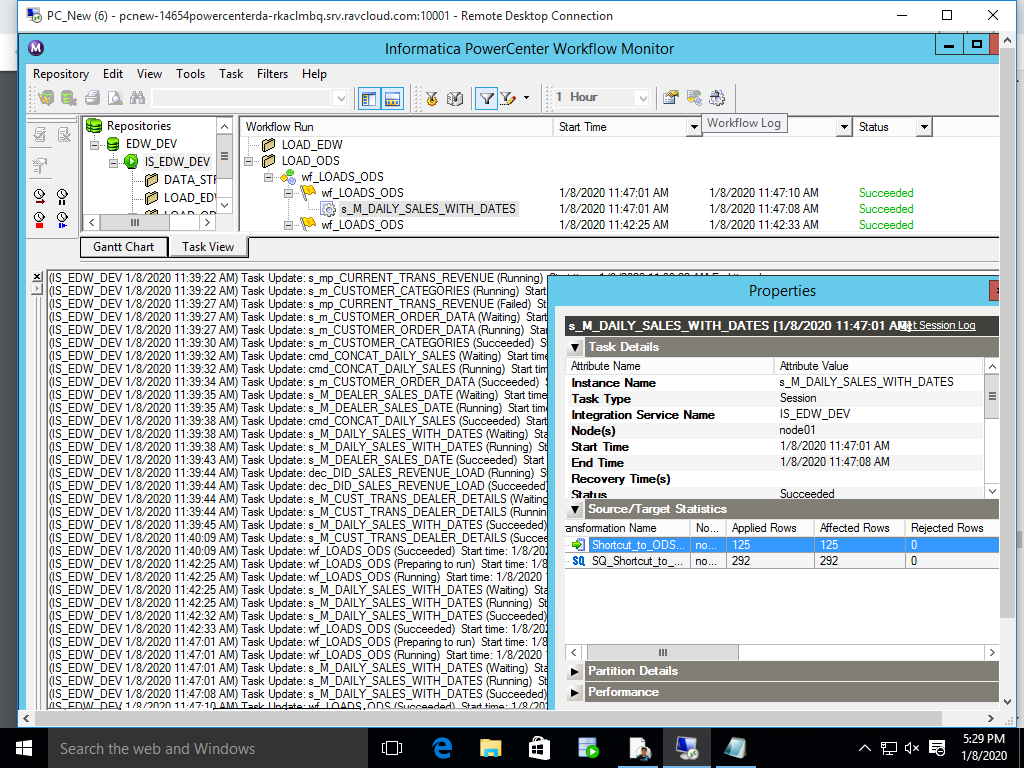 PC_New (6) - pcnew-14654powercenterda-rkaclmbq.srv.ravcloud.com:10001 - Remote Desktop Connection
Informatica PowerCenter Workflow Monitor
Repository Edit View Tools Task Filters Help
1 Hour
Workflow Log
Repositories
EDW_DEV
IS_EDW_DEV
DATA_STF
LOAD_ED
Workflow Run Start Time Status
LOAD_EDW
LOAD_ODS
wf_LOADS_ODS
wf_LOADS_ODS 1/8/2020 11:47:01 AM 1/8/2020 11:47:10 AM Succeeded
s_M_DAILY_SALES_WITH_DATES 1/8/2020 11:47:01 AM 1/8/2020 11:47:08 AM Succeeded
wf_LOADS_ODS 1/8/2020 11:42:25 AM 1/8/2020 11:42:33 AM Succeeded
Gantt Chart Task View
(IS_EDW_DEV 1/8/2020 11:39:22 AM) Task Update: s_mp_CURRENT_TRANS_REVENUE (Running)
(IS_EDW_DEV 1/8/2020 11:39:27 AM) Task Update: s_m_CUSTOMER_CATEGORIES (Running) Start
(IS_EDW_DEV 1/8/2020 11:39:27 AM) Task Update: s_mp_CURRENT_TRANS_REVENUE (Failed) St
(IS_EDW_DEV 1/8/2020 11:39:27 AM) Task Update: s_m_CUSTOMER_ORDER_DATA (Waiting) Star
(IS_EDW_DEV 1/8/2020 11:39:27 AM) Task Update: s_m_CUSTOMER_ORDER_DATA (Running) Star
(IS_EDW_DEV 1/8/2020 11:39:30 AM) Task Update: s_m_CUSTOMER_CATEGORIES (Succeeded) St
(IS_EDW_DEV 1/8/2020 11:39:32 AM) Task Update: cmd_CONCAT_DAILY_SALES (Waiting) Start tim
(IS_EDW_DEV 1/8/2020 11:39:32 AM) Task Update: cmd_CONCAT_DAILY_SALES (Running) Start tim
(IS_EDW_DEV 1/8/2020 11:39:34 AM) Task Update: s_m_CUSTOMER_ORDER_DATA (Succeeded)
(IS_EDW_DEV 1/8/2020 11:39:35 AM) Task Update: s_M_DEALER_SALES_DATE (Waiting) Start time
(IS_EDW_DEV 1/8/2020 11:39:35 AM) Task Update: s_M_DEALER_SALES_DATE (Running) Start tim
(IS_EDW_DEV 1/8/2020 11:39:38 AM) Task Update: cmd_CONCAT_DAILY_SALES (Succeeded) Start
(IS_EDW_DEV 1/8/2020 11:39:38 AM) Task Update: s_M_DAILY_SALES_WITH_DATES (Waiting) Sta
(IS_EDW_DEV 1/8/2020 11:39:38 AM) Task Update: s_M_DAILY_SALES_WITH_DATES (Running) St
(IS_EDW_DEV 1/8/2020 11:39:43 AM) Task Update: s_M_DEALER_SALES_DATE (Succeeded) Start
(IS_EDW_DEV 1/8/2020 11:39:44 AM) Task Update: dec_DID_SALES_REVENUE_LOAD (Running) St
(IS_EDW_DEV 1/8/2020 11:39:44 AM) Task Update: dec_DID_SALES_REVENUE_LOAD (Succeeded)
(IS_EDW_DEV 1/8/2020 11:39:44 AM) Task Update: s_M_CUST_TRANS_DEALER_DETAILS (Waiting
(IS_EDW_DEV 1/8/2020 11:39:44 AM) Task Update: s_M_CUST_TRANS_DEALER_DETAILS (Runnin
(IS_EDW_DEV 1/8/2020 11:39:45 AM) Task Update: s_M_DAILY_SALES_WITH_DATES (Succeeded)
(IS_EDW_DEV 1/8/2020 11:40:09 AM) Task Update: s_M_CUST_TRANS_DEALER_DETAILS (Succeed
(IS_EDW_DEV 1/8/2020 11:40:09 AM) Task Update: wf_LOADS_ODS (Succeeded) Start time: 1/8/202
(IS_EDW_DEV 1/8/2020 11:42:25 AM) Task Update: wf_LOADS_ODS (Preparing to run) Start time: 1/8
(IS_EDW_DEV 1/8/2020 11:42:25 AM) Task Update: wf_LOADS_ODS (Running) Start time: 1/8/2020
(IS_EDW_DEV 1/8/2020 11:42:25 AM) Task Update: s_M_DAILY_SALES_WITH_DATES (Waiting) Sta
(IS_EDW_DEV 1/8/2020 11:42:25 AM) Task Update: s_M_DAILY_SALES_WITH_DATES (Running) St
(IS_EDW_DEV 1/8/2020 11:42:32 AM) Task Update: s_M_DAILY_SALES_WITH_DATES (Succeeded)
(IS_EDW_DEV 1/8/2020 11:42:33 AM) Task Update: wf_LOADS_ODS (Succeeded) Start time: 1/8/202
(IS_EDW_DEV 1/8/2020 11:47:01 AM) Task Update: wf_LOADS_ODS (Preparing to run) Start time: 1/8
(IS_EDW_DEV 1/8/2020 11:47:01 AM) Task Update: wf_LOADS_ODS (Running) Start time: 1/8/2020
(IS_EDW_DEV 1/8/2020 11:47:01 AM) Task Update: s_M_DAILY_SALES_WITH_DATES (Waiting) Sta
(IS_EDW_DEV 1/8/2020 11:47:01 AM) Task Update: s_M_DAILY_SALES_WITH_DATES (Running) St
(IS_EDW_DEV 1/8/2020 11:47:08 AM) Task Update: s_M_DAILY_SALES_WITH_DATES (Succeeded)
(IS_EDW_DEV 1/8/2020 11:47:10 AM) Task Update: wf_LOADS_ODS (Succeeded) Start time: 1/8/202
Properties
s_M_DAILY_SALES_WITH_DATES [1/8/2020 11:47:01 AM] Get Session Log
Task Details
Attribute Name Attribute Value
Instance Name s_M_DAILY_SALES_WITH_DATES
Task Type Session
Integration Service Name IS_EDW_DEV
Node(s) node01
Start Time 1/8/2020 11:47:01 AM
End Time 1/8/2020 11:47:08 AM
Recovery Time(s)
Status Succeeded
Source/Target Statistics
ansformation Name No... Applied Rows Affected Rows Rejected Rows
Shortcut_to_ODS... no... 125 125 0
SQ SQ_Shortcut_to_... no... 292 292 0
Partition Details
Performance
Search the web and Windows
5:29 PM
1/8/2020